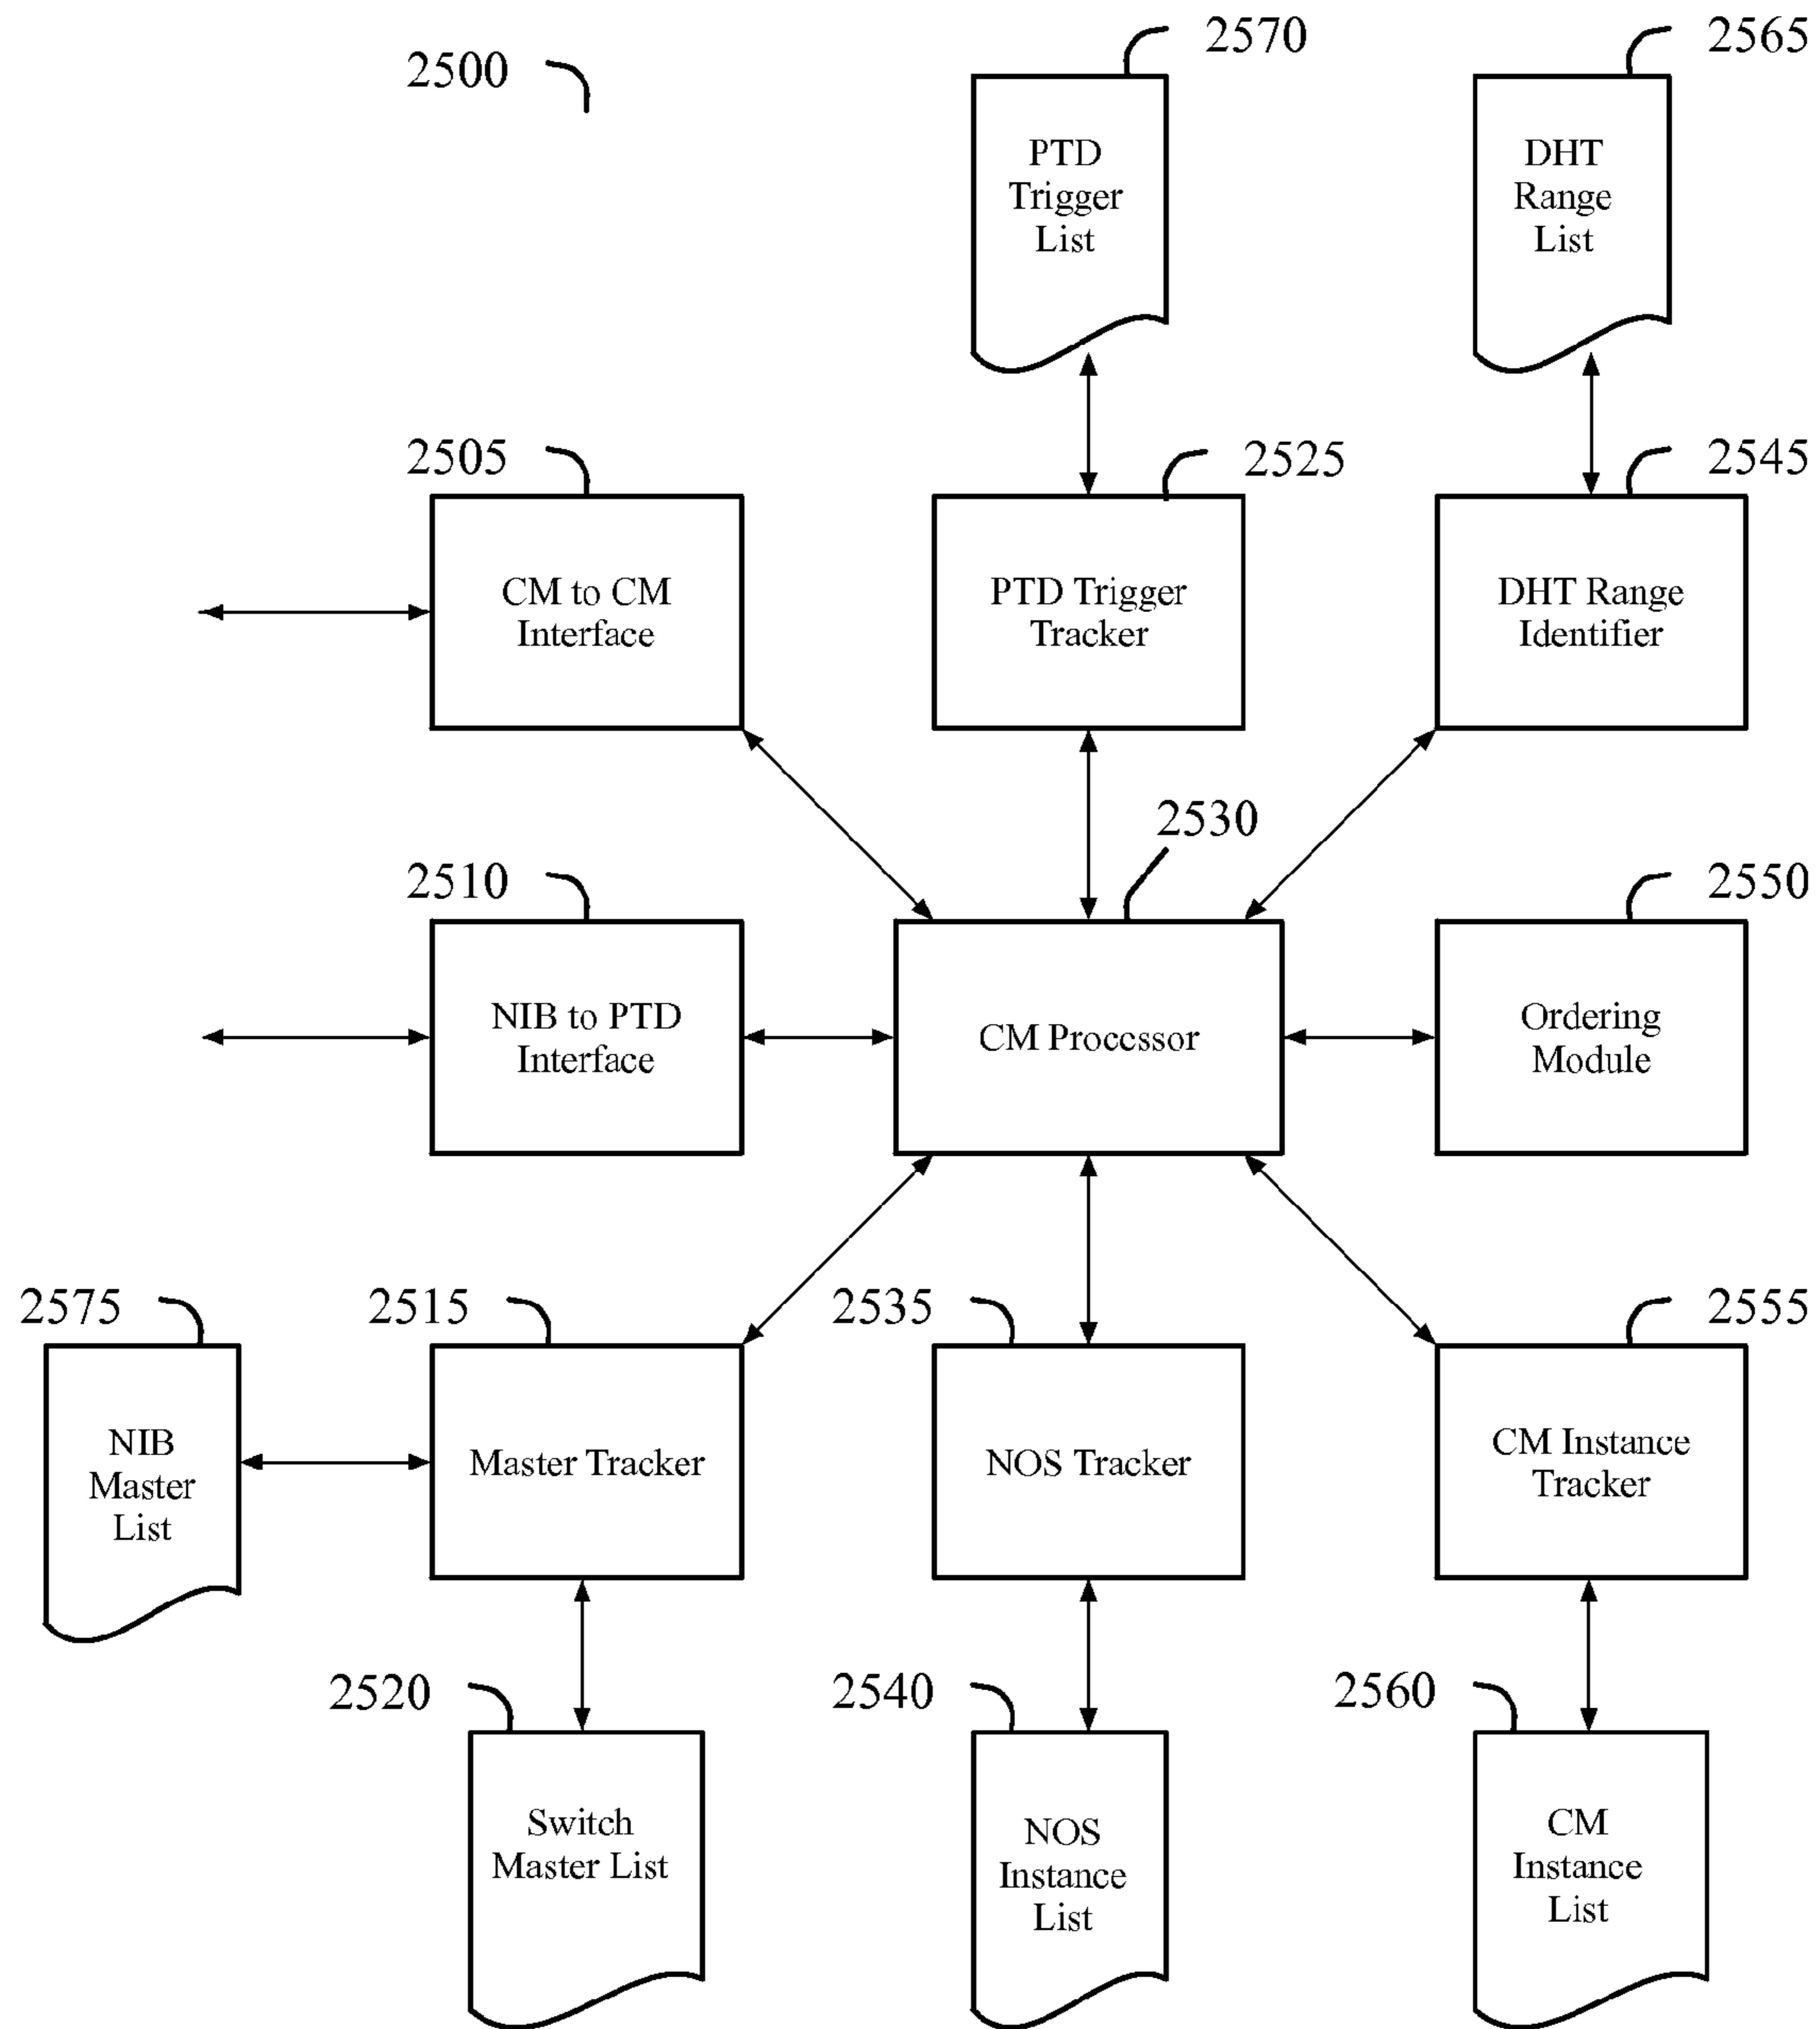 2500
2570
2565
PTD
Trigger
List
DHT
Range
List
2505
2525
2545
CM to CM
Interface
PTD Trigger
Tracker
DHT Range
Identifier
2530
2510
2550
NIB to PTD
Interface
CM Processor
Ordering
Module
2575
2515
2535
2555
NIB
Master
List
Master Tracker
NOS Tracker
CM Instance
Tracker
2520
2540
2560
Switch
Master List
NOS
Instance
List
CM
Instance
List